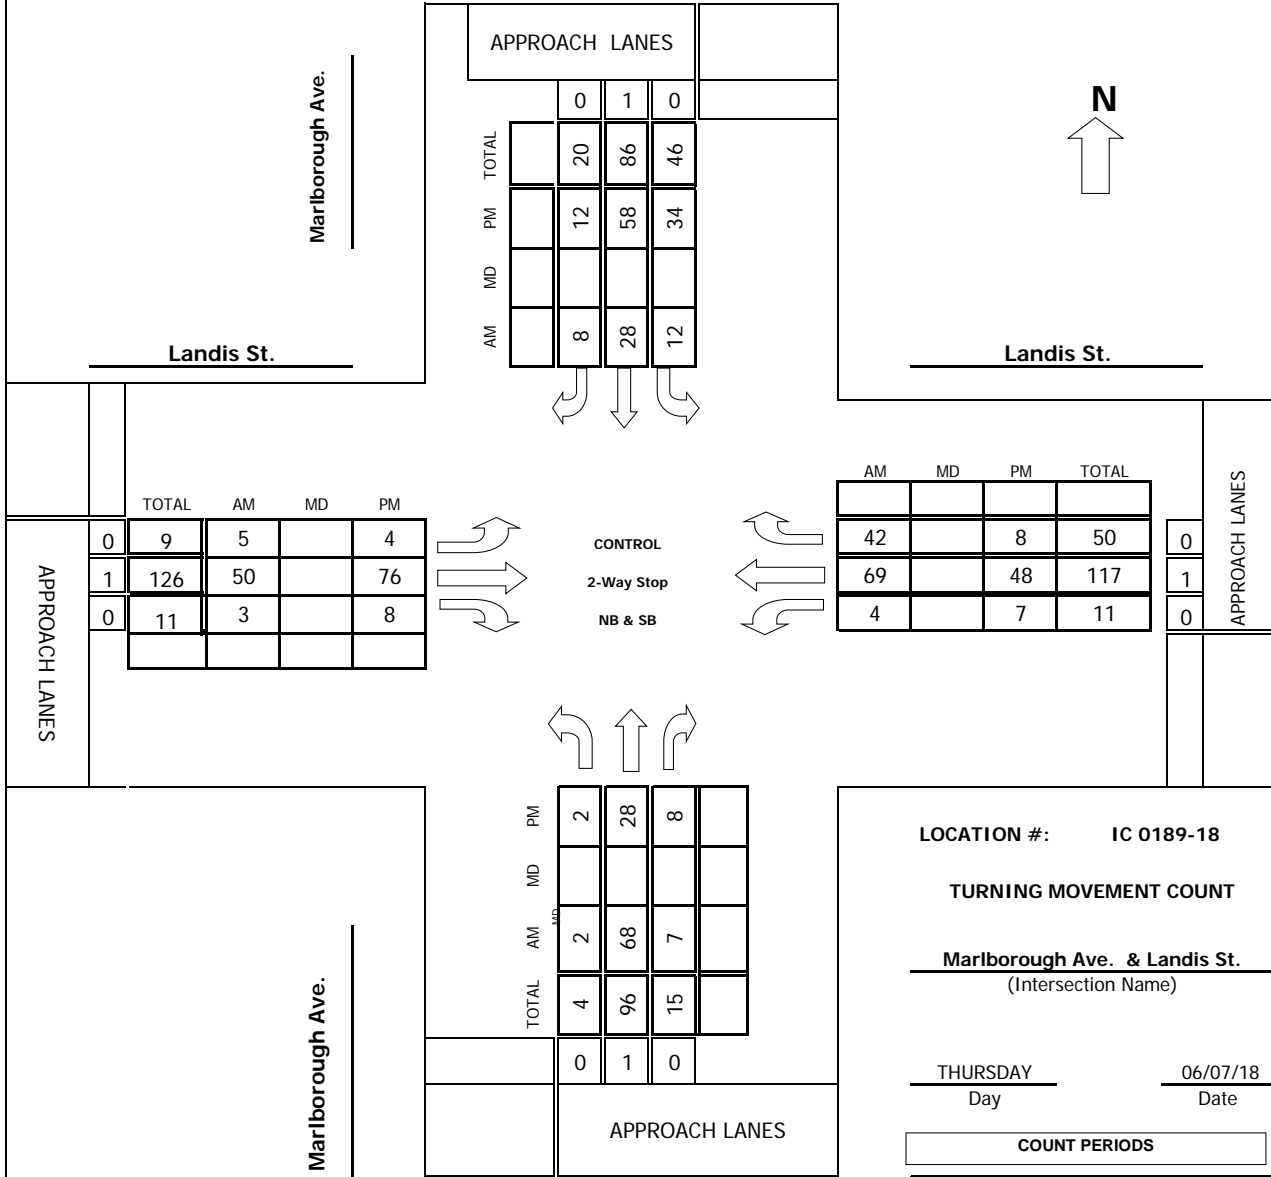 APPROACH LANES
0 1 0
Marlborough Ave.
N
TOTAL 20 86 46
PM 12 58 34
MD
AM 8 28 12
Landis St.
Landis St.
AM MD PM TOTAL
TOTAL AM MD PM
0 9 5 4
1 126 50 76
0 11 3 8
APPROACH LANES
CONTROL
2-Way Stop
NB & SB
42 8 50 0
69 48 117 1
4 7 11 0
APPROACH LANES
PM 2 28 8
MD
MD
AM 2 68 7
TOTAL 4 96 15
0 1 0
APPROACH LANES
Marlborough Ave.
LOCATION #: IC 0189-18
TURNING MOVEMENT COUNT
Marlborough Ave. & Landis St.
(Intersection Name)
THURSDAY 06/07/18
Day Date
COUNT PERIODS